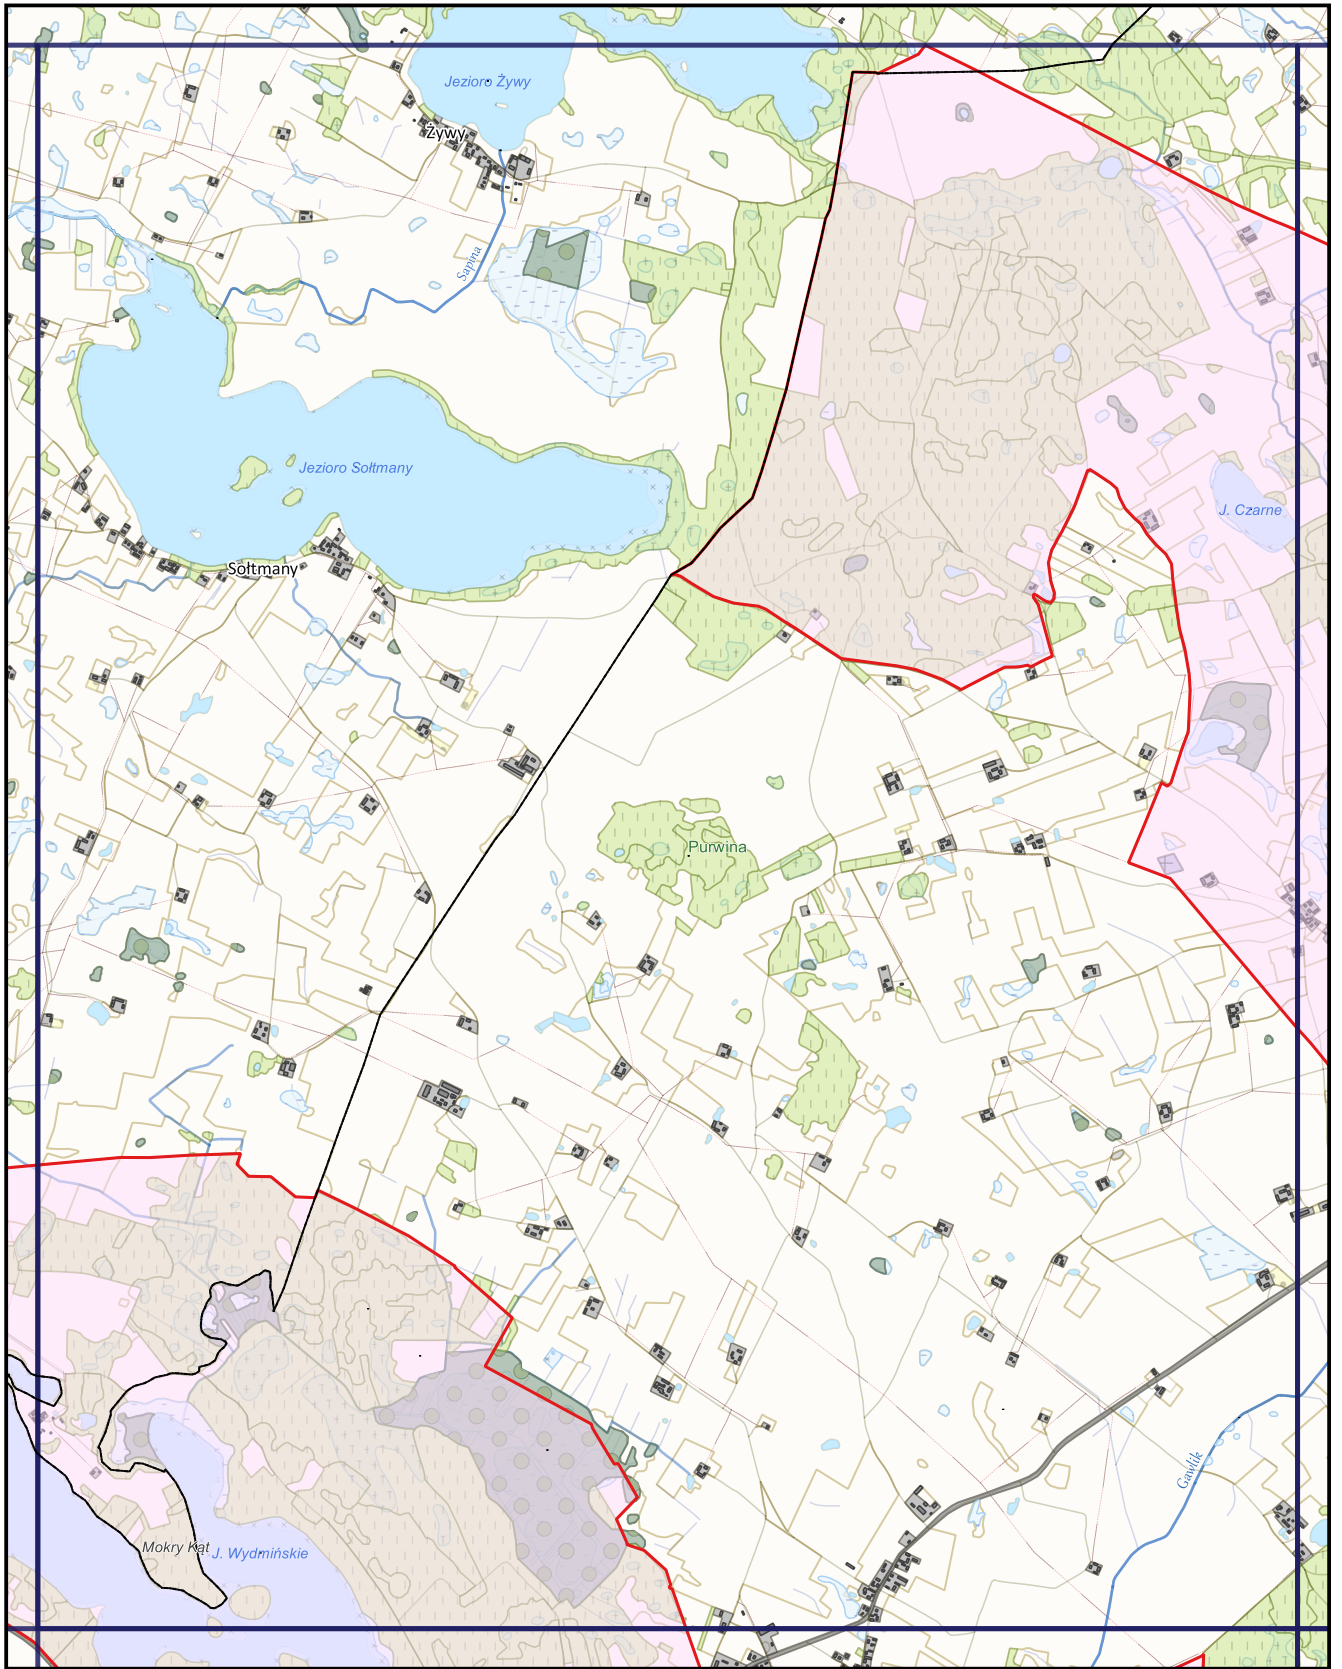 Jezioro Żywy
Żywy
Sapina
Jezioro Sołtmany
J. Czarne
Sołtmany
Purwina
Gawlik
Mokry Kąt
J. Wydmińskie